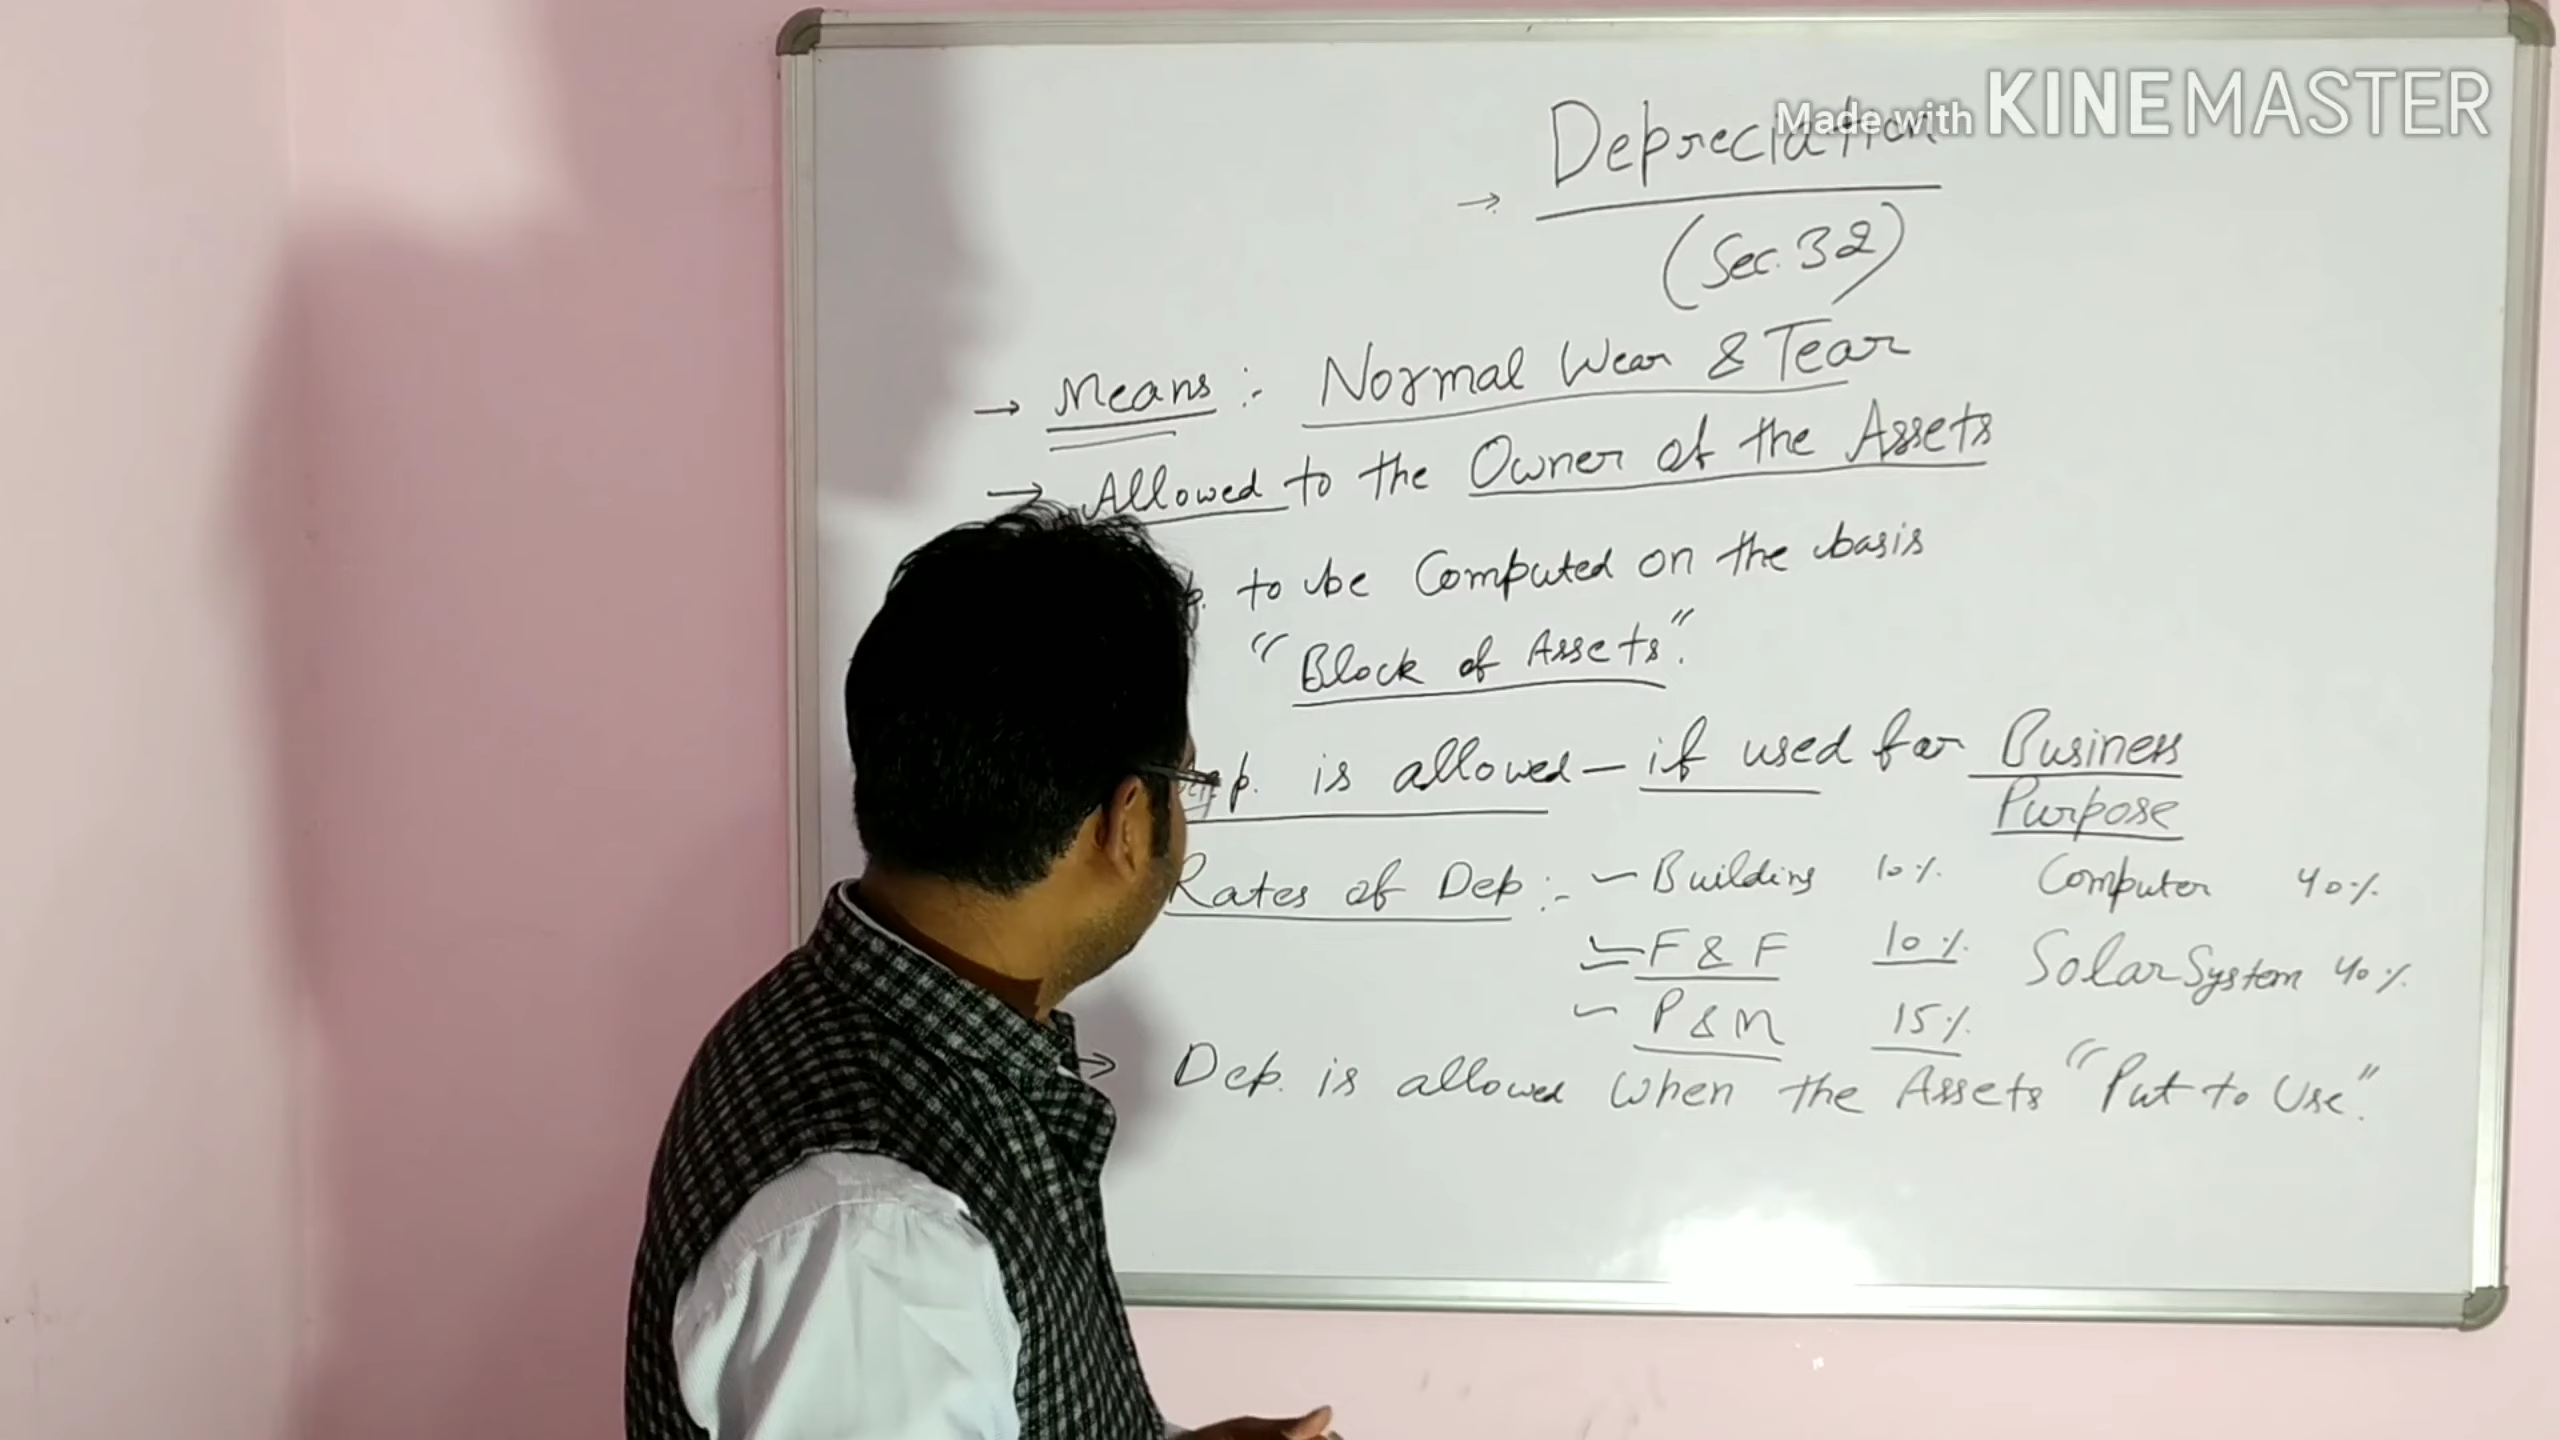 Made with KINEMASTER
→ Depreciation
(Sec. 32)
→ Means :- Normal Wear & Tear
→ Allowed to the Owner of the Assets
to be Computed on the basis
"Block of Assets".
Dep. is allowed – if used for Business
Purpose
Rates of Dep :- – Building 10% Computer 40%
F & F 10% Solar System 40%
– P & M 15%
→ Dep. is allowed when the Assets "Put to Use".